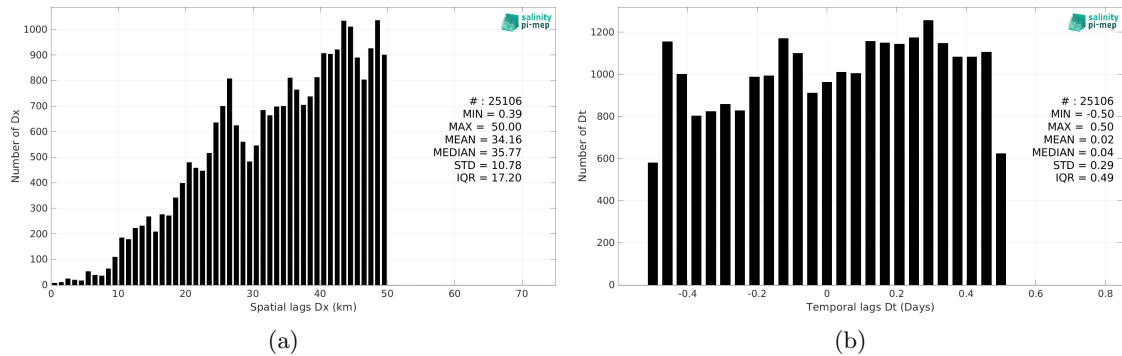 1000
900
800
700
600
500
400
300
200
100
0
Number of Dx
0 10 20 30 40 50 60 70
Spatial lags Dx (km)
salinity
pi-mep
# : 25106
MIN = 0.39
MAX = 50.00
MEAN = 34.16
MEDIAN = 35.77
STD = 10.78
IQR = 17.20
(a)
1200
1000
800
600
400
200
0
Number of Dt
-0.4 -0.2 0 0.2 0.4 0.6 0.8
Temporal lags Dt (Days)
salinity
pi-mep
# : 25106
MIN = -0.50
MAX = 0.50
MEAN = 0.02
MEDIAN = 0.04
STD = 0.29
IQR = 0.49
(b)